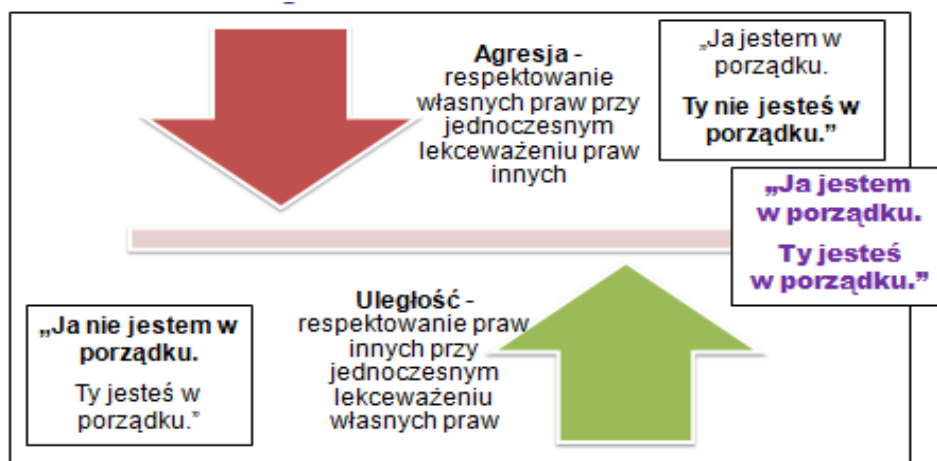 Agresja -
respektowanie
własnych praw przy
jednoczesnym
lekceważeniu praw
innych
„Ja jestem w
porządku.
Ty nie jesteś w
porządku.”
„Ja jestem
w porządku.
Ty jesteś
w porządku.”
„Ja nie jestem w
porządku.
Ty jesteś w
porządku.”
Uległość -
respektowanie praw
innych przy
jednoczesnym
lekceważeniu
własnych praw